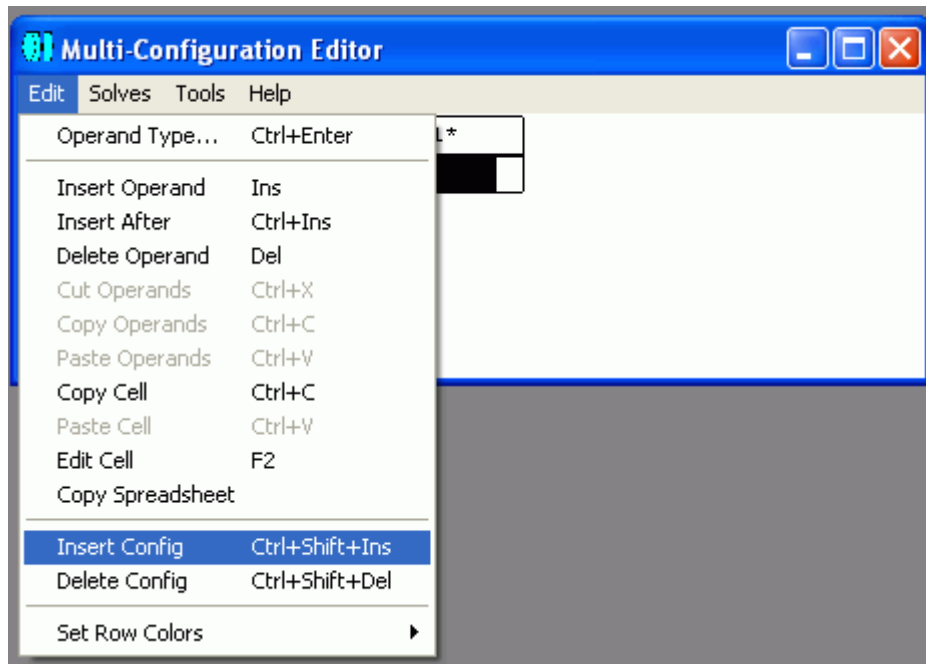 Multi-Configuration Editor
Edit Solves Tools Help
Operand Type... Ctrl+Enter
1*
Insert Operand Ins
Insert After Ctrl+Ins
Delete Operand Del
Cut Operands Ctrl+X
Copy Operands Ctrl+C
Paste Operands Ctrl+V
Copy Cell Ctrl+C
Paste Cell Ctrl+V
Edit Cell F2
Copy Spreadsheet
Insert Config Ctrl+Shift+Ins
Delete Config Ctrl+Shift+Del
Set Row Colors